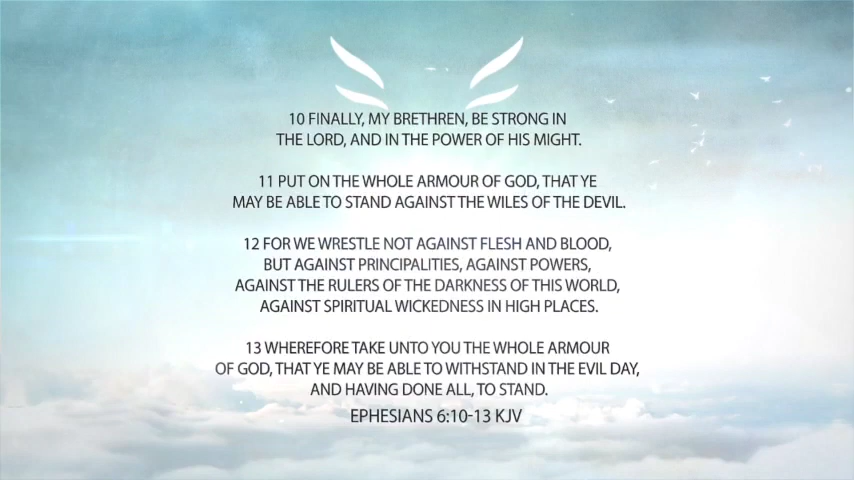 10 FINALLY, MY BRETHREN, BE STRONG IN
THE LORD, AND IN THE POWER OF HIS MIGHT.
11 PUT ON THE WHOLE ARMOUR OF GOD, THAT YE
MAY BE ABLE TO STAND AGAINST THE WILES OF THE DEVIL.
12 FOR WE WRESTLE NOT AGAINST FLESH AND BLOOD,
BUT AGAINST PRINCIPALITIES, AGAINST POWERS,
AGAINST THE RULERS OF THE DARKNESS OF THIS WORLD,
AGAINST SPIRITUAL WICKEDNESS IN HIGH PLACES.
13 WHEREFORE TAKE UNTO YOU THE WHOLE ARMOUR
OF GOD, THAT YE MAY BE ABLE TO WITHSTAND IN THE EVIL DAY,
AND HAVING DONE ALL, TO STAND.
EPHESIANS 6:10-13 KJV